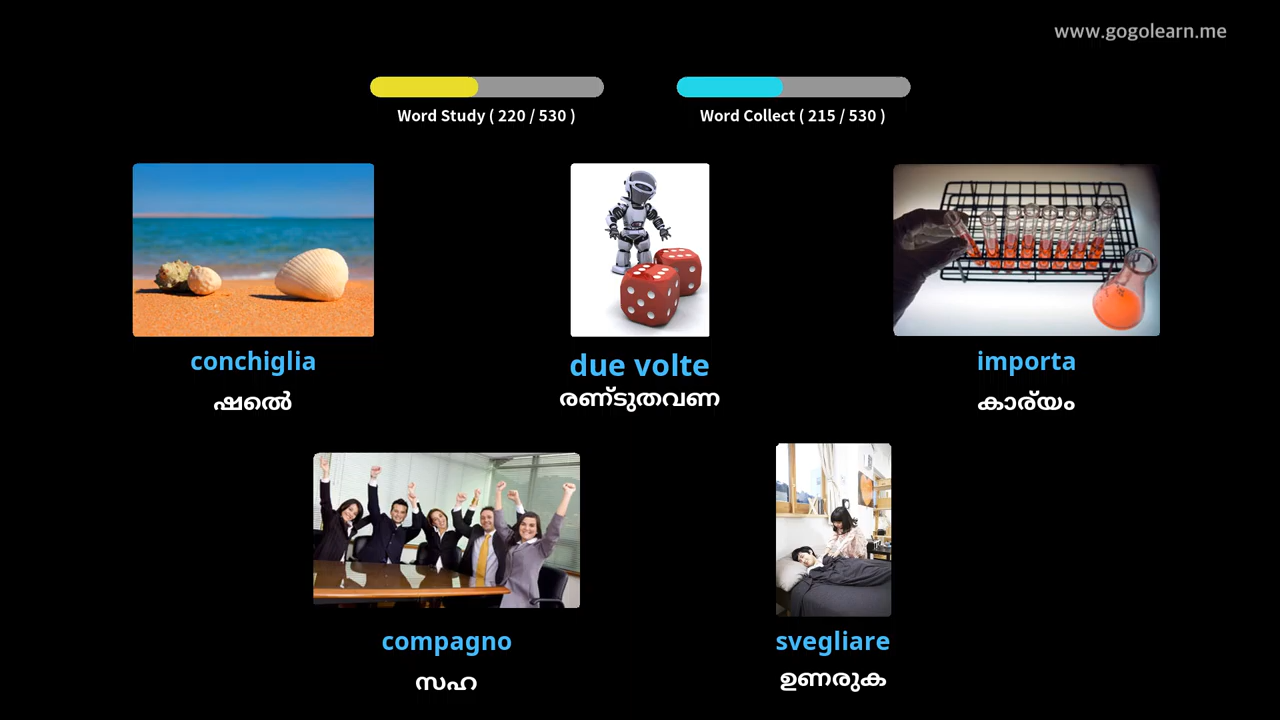 www.gogolearn.me
Word Study ( 220 / 530 )
Word Collect ( 215 / 530 )
conchiglia
ഷെൽ
due volte
രണ്ടുതവണ
importa
കാര്യം
compagno
സഹ
svegliare
ഉണരുക